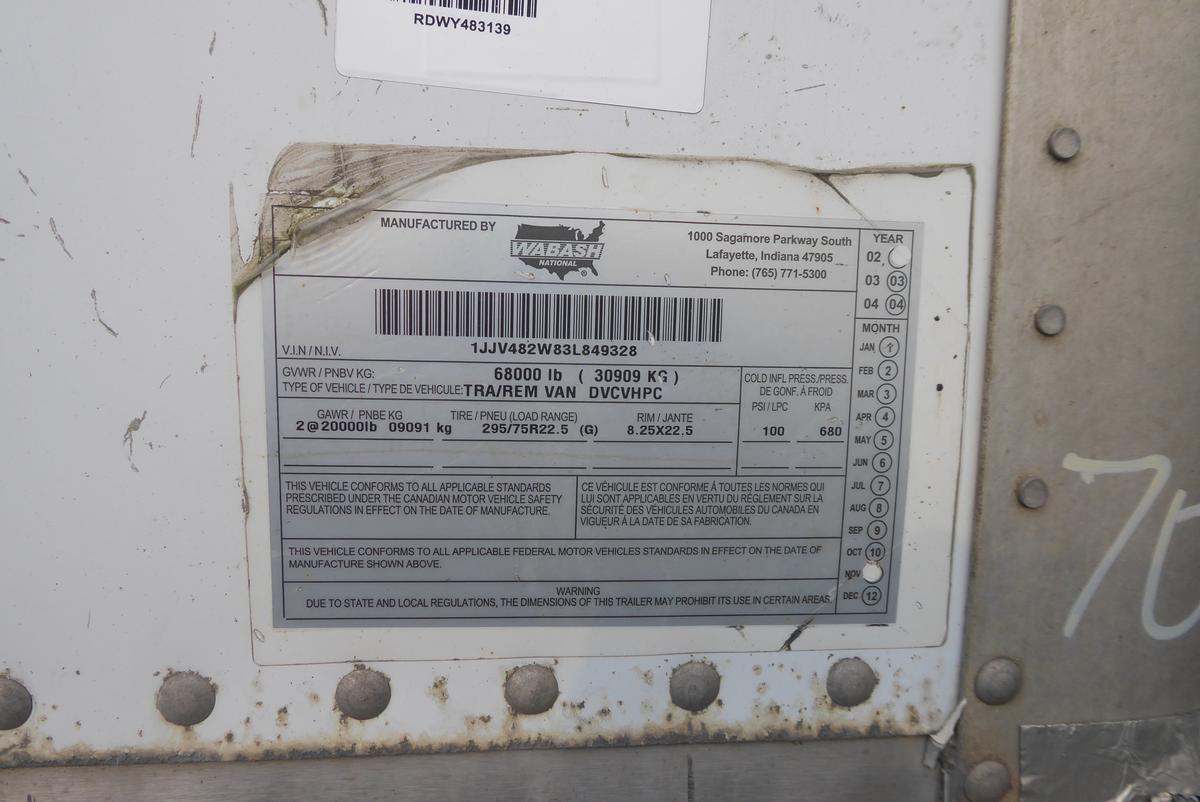 RDWY483139
MANUFACTURED BY
WABASH
NATIONAL
®
1000 Sagamore Parkway South
Lafayette, Indiana 47905
Phone: (765) 771-5300
YEAR
02
03 03
04 04
1JJV482W83L849328
V.I.N / N.I.V.
GVWR / PNBV KG: 68000 lb ( 30909 KG )
TYPE OF VEHICLE / TYPE DE VEHICULE: TRA/REM VAN DVCVHPC
COLD INFL PRESS./PRESS.
DE GONF. À FROID
PSI / LPC KPA
GAWR / PNBE KG TIRE / PNEU (LOAD RANGE) RIM / JANTE
2@20000lb 09091 kg 295/75R22.5 (G) 8.25X22.5 100 680
THIS VEHICLE CONFORMS TO ALL APPLICABLE STANDARDS
PRESCRIBED UNDER THE CANADIAN MOTOR VEHICLE SAFETY
REGULATIONS IN EFFECT ON THE DATE OF MANUFACTURE.
CE VÉHICULE EST CONFORME Á TOUTES LES NORMES QUI
LUI SONT APPLICABLES EN VERTU DU RÉGLEMENT SUR LA
SÉCURITÉ DES VÉHICULES AUTOMOBILES DU CANADA EN
VIGUEUR Á LA DATE DE SA FABRICATION.
THIS VEHICLE CONFORMS TO ALL APPLICABLE FEDERAL MOTOR VEHICLES STANDARDS IN EFFECT ON THE DATE OF
MANUFACTURE SHOWN ABOVE.
WARNING
DUE TO STATE AND LOCAL REGULATIONS, THE DIMENSIONS OF THIS TRAILER MAY PROHIBIT ITS USE IN CERTAIN AREAS.
MONTH
JAN 1
FEB 2
MAR 3
APR 4
MAY 5
JUN 6
JUL 7
AUG 8
SEP 9
OCT 10
NOV
DEC 12